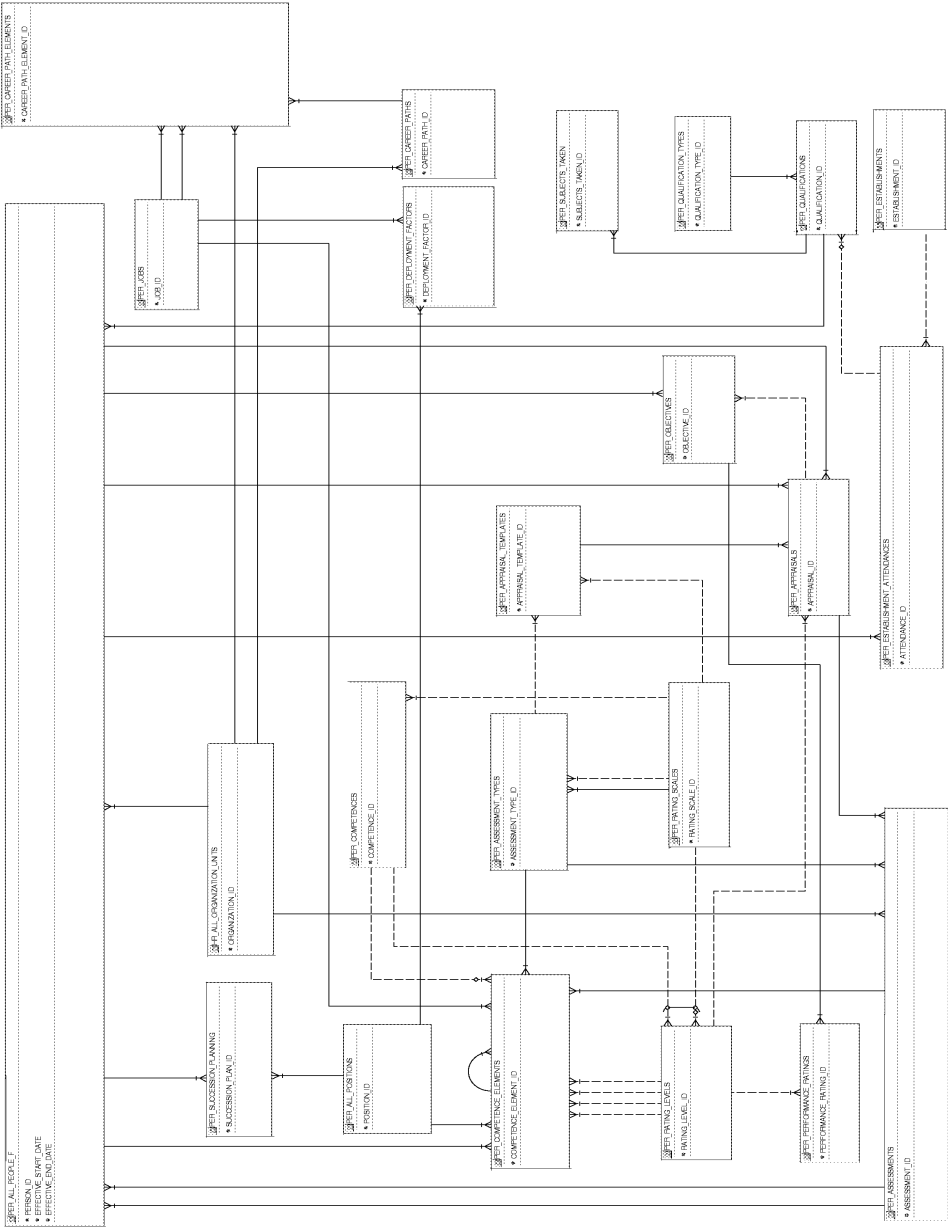 PER_CAREER_PATH_ELEMENTS
* CAREER_PATH_ELEMENT_ID
PER_CAREER_PATHS
* CAREER_PATH_ID
PER_SUBJECTS_TAKEN
* SUBJECTS_TAKEN_ID
PER_QUALIFICATION_TYPES
* QUALIFICATION_TYPE_ID
PER_QUALIFICATIONS
* QUALIFICATION_ID
PER_ESTABLISHMENTS
* ESTABLISHMENT_ID
PER_JOBS
* JOB_ID
PER_DEPLOYMENT_FACTORS
* DEPLOYMENT_FACTOR_ID
PER_OBJECTIVES
* OBJECTIVE_ID
PER_APPRAISAL_TEMPLATES
* APPRAISAL_TEMPLATE_ID
PER_APPRAISALS
* APPRAISAL_ID
PER_ESTABLISHMENT_ATTENDANCES
* ATTENDANCE_ID
HR_ALL_ORGANIZATION_UNITS
* ORGANIZATION_ID
PER_COMPETENCES
* COMPETENCE_ID
PER_ASSESSMENT_TYPES
* ASSESSMENT_TYPE_ID
PER_RATING_SCALES
* RATING_SCALE_ID
PER_ALL_PEOPLE_F
* PERSON_ID
* EFFECTIVE_START_DATE
* EFFECTIVE_END_DATE
PER_SUCCESSION_PLANNING
* SUCCESSION_PLAN_ID
PER_ALL_POSITIONS
* POSITION_ID
PER_COMPETENCE_ELEMENTS
* COMPETENCE_ELEMENT_ID
PER_RATING_LEVELS
* RATING_LEVEL_ID
PER_PERFORMANCE_RATINGS
* PERFORMANCE_RATING_ID
PER_ASSESSMENTS
* ASSESSMENT_ID